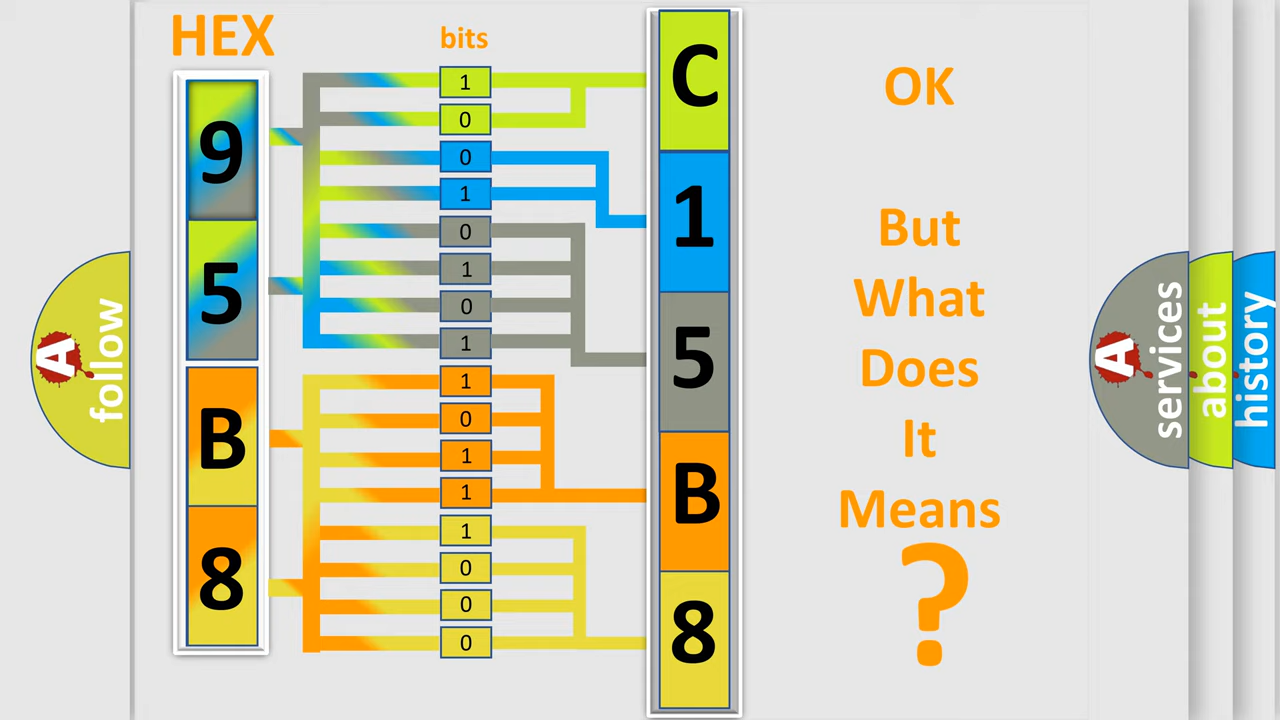 HEX
bits
9
5
B
8
1
0
0
1
0
1
0
1
1
0
1
1
1
0
0
0
C
1
5
B
8
OK
But
What
Does
It
Means
?
A
follow
A
services
about
history